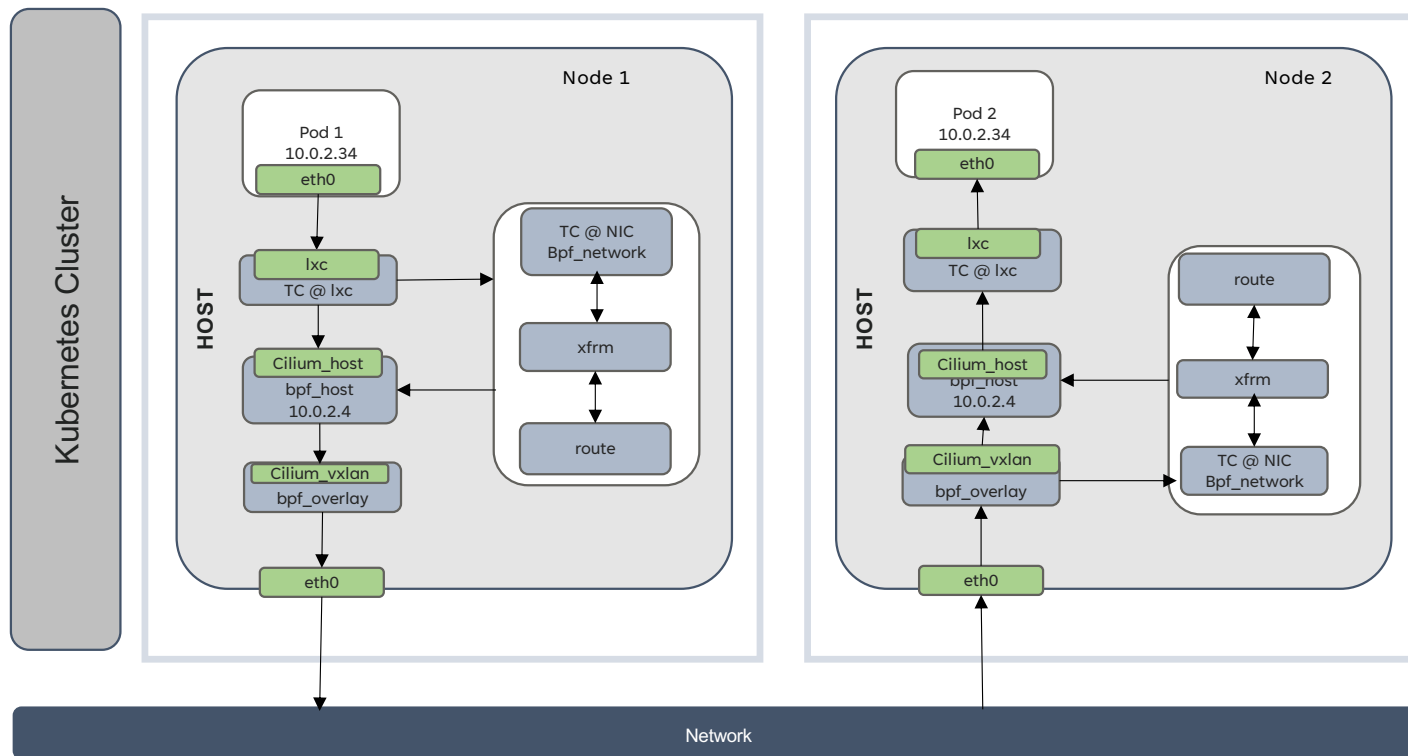 Kubernetes Cluster
Node 1
Pod 1
10.0.2.34
eth0
HOST
lxc
TC @ lxc
Cilium_host
bpf_host
10.0.2.4
Cilium_vxlan
bpf_overlay
eth0
TC @ NIC
Bpf_network
xfrm
route
Node 2
Pod 2
10.0.2.34
eth0
HOST
lxc
TC @ lxc
Cilium_host
bpf_host
10.0.2.4
Cilium_vxlan
bpf_overlay
eth0
route
xfrm
TC @ NIC
Bpf_network
Network